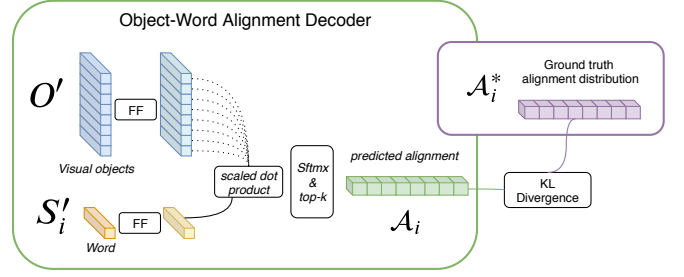 Object-Word Alignment Decoder
O'
FF
Visual objects
S'ᵢ
FF
Word
scaled dot
product
Sftmx
&
top-k
predicted alignment
𝒜ᵢ
𝒜ᵢ*
Ground truth
alignment distribution
KL
Divergence